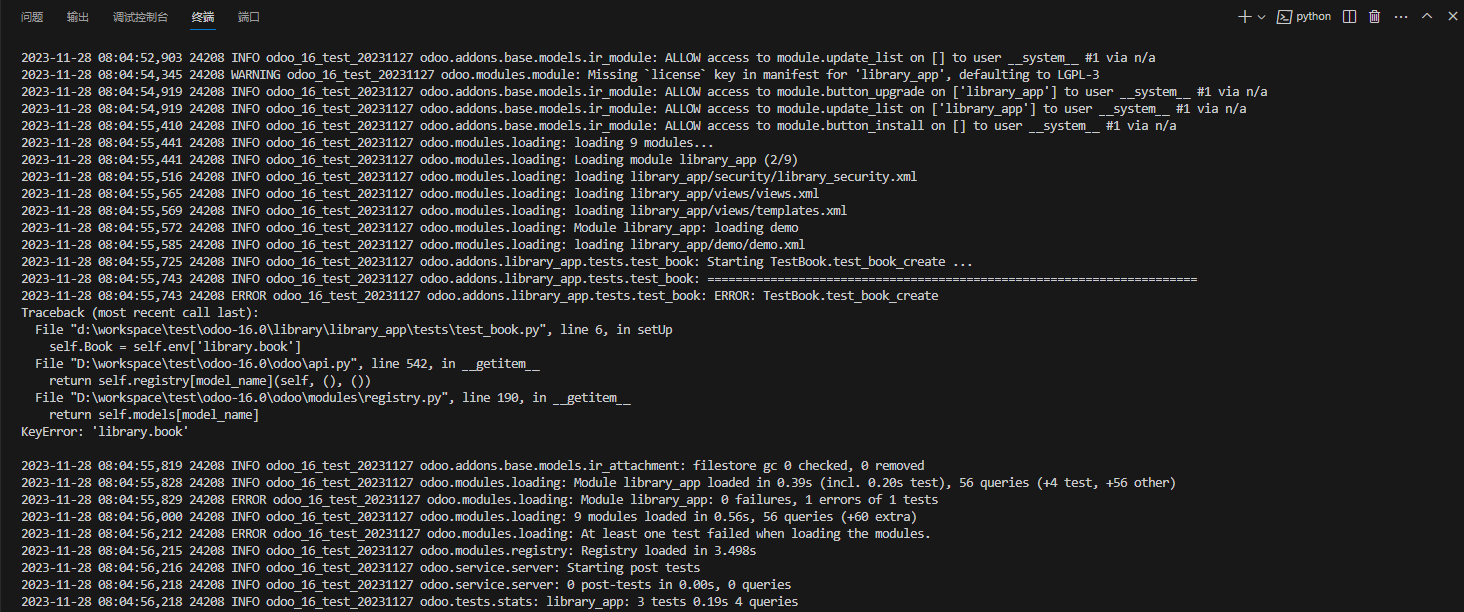 问题 输出 调试控制台 终端 端口 python
2023-11-28 08:04:52,903 24208 INFO odoo_16_test_20231127 odoo.addons.base.models.ir_module: ALLOW access to module.update_list on [] to user __system__ #1 via n/a
2023-11-28 08:04:54,345 24208 WARNING odoo_16_test_20231127 odoo.modules.module: Missing `license` key in manifest for 'library_app', defaulting to LGPL-3
2023-11-28 08:04:54,919 24208 INFO odoo_16_test_20231127 odoo.addons.base.models.ir_module: ALLOW access to module.button_upgrade on ['library_app'] to user __system__ #1 via n/a
2023-11-28 08:04:54,919 24208 INFO odoo_16_test_20231127 odoo.addons.base.models.ir_module: ALLOW access to module.update_list on ['library_app'] to user __system__ #1 via n/a
2023-11-28 08:04:55,410 24208 INFO odoo_16_test_20231127 odoo.addons.base.models.ir_module: ALLOW access to module.button_install on [] to user __system__ #1 via n/a
2023-11-28 08:04:55,441 24208 INFO odoo_16_test_20231127 odoo.modules.loading: loading 9 modules...
2023-11-28 08:04:55,441 24208 INFO odoo_16_test_20231127 odoo.modules.loading: Loading module library_app (2/9)
2023-11-28 08:04:55,516 24208 INFO odoo_16_test_20231127 odoo.modules.loading: loading library_app/security/library_security.xml
2023-11-28 08:04:55,565 24208 INFO odoo_16_test_20231127 odoo.modules.loading: loading library_app/views/views.xml
2023-11-28 08:04:55,569 24208 INFO odoo_16_test_20231127 odoo.modules.loading: loading library_app/views/templates.xml
2023-11-28 08:04:55,572 24208 INFO odoo_16_test_20231127 odoo.modules.loading: Module library_app: loading demo
2023-11-28 08:04:55,585 24208 INFO odoo_16_test_20231127 odoo.modules.loading: loading library_app/demo/demo.xml
2023-11-28 08:04:55,725 24208 INFO odoo_16_test_20231127 odoo.addons.library_app.tests.test_book: Starting TestBook.test_book_create ...
2023-11-28 08:04:55,743 24208 INFO odoo_16_test_20231127 odoo.addons.library_app.tests.test_book: ======================================================================
2023-11-28 08:04:55,743 24208 ERROR odoo_16_test_20231127 odoo.addons.library_app.tests.test_book: ERROR: TestBook.test_book_create
Traceback (most recent call last):
  File "d:\workspace\test\odoo-16.0\library\library_app\tests\test_book.py", line 6, in setUp
    self.Book = self.env['library.book']
  File "D:\workspace\test\odoo-16.0\odoo\api.py", line 542, in __getitem__
    return self.registry[model_name](self, (), ())
  File "D:\workspace\test\odoo-16.0\odoo\modules\registry.py", line 190, in __getitem__
    return self.models[model_name]
KeyError: 'library.book'
2023-11-28 08:04:55,819 24208 INFO odoo_16_test_20231127 odoo.addons.base.models.ir_attachment: filestore gc 0 checked, 0 removed
2023-11-28 08:04:55,828 24208 INFO odoo_16_test_20231127 odoo.modules.loading: Module library_app loaded in 0.39s (incl. 0.20s test), 56 queries (+4 test, +56 other)
2023-11-28 08:04:55,829 24208 ERROR odoo_16_test_20231127 odoo.modules.loading: Module library_app: 0 failures, 1 errors of 1 tests
2023-11-28 08:04:56,000 24208 INFO odoo_16_test_20231127 odoo.modules.loading: 9 modules loaded in 0.56s, 56 queries (+60 extra)
2023-11-28 08:04:56,212 24208 ERROR odoo_16_test_20231127 odoo.modules.loading: At least one test failed when loading the modules.
2023-11-28 08:04:56,215 24208 INFO odoo_16_test_20231127 odoo.modules.registry: Registry loaded in 3.498s
2023-11-28 08:04:56,216 24208 INFO odoo_16_test_20231127 odoo.service.server: Starting post tests
2023-11-28 08:04:56,218 24208 INFO odoo_16_test_20231127 odoo.service.server: 0 post-tests in 0.00s, 0 queries
2023-11-28 08:04:56,218 24208 INFO odoo_16_test_20231127 odoo.tests.stats: library_app: 3 tests 0.19s 4 queries